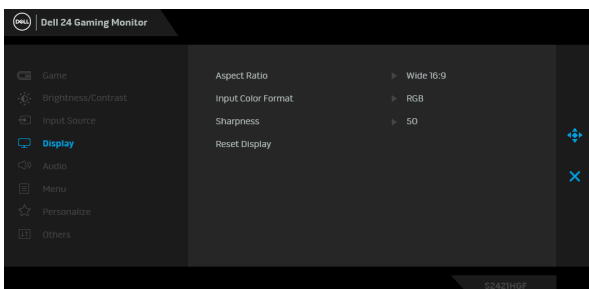 DELL Dell 24 Gaming Monitor
Game
Brightness/Contrast
Input Source
Display
Audio
Menu
Personalize
Others
Aspect Ratio Wide 16:9
Input Color Format RGB
Sharpness 50
Reset Display
S2421HGF